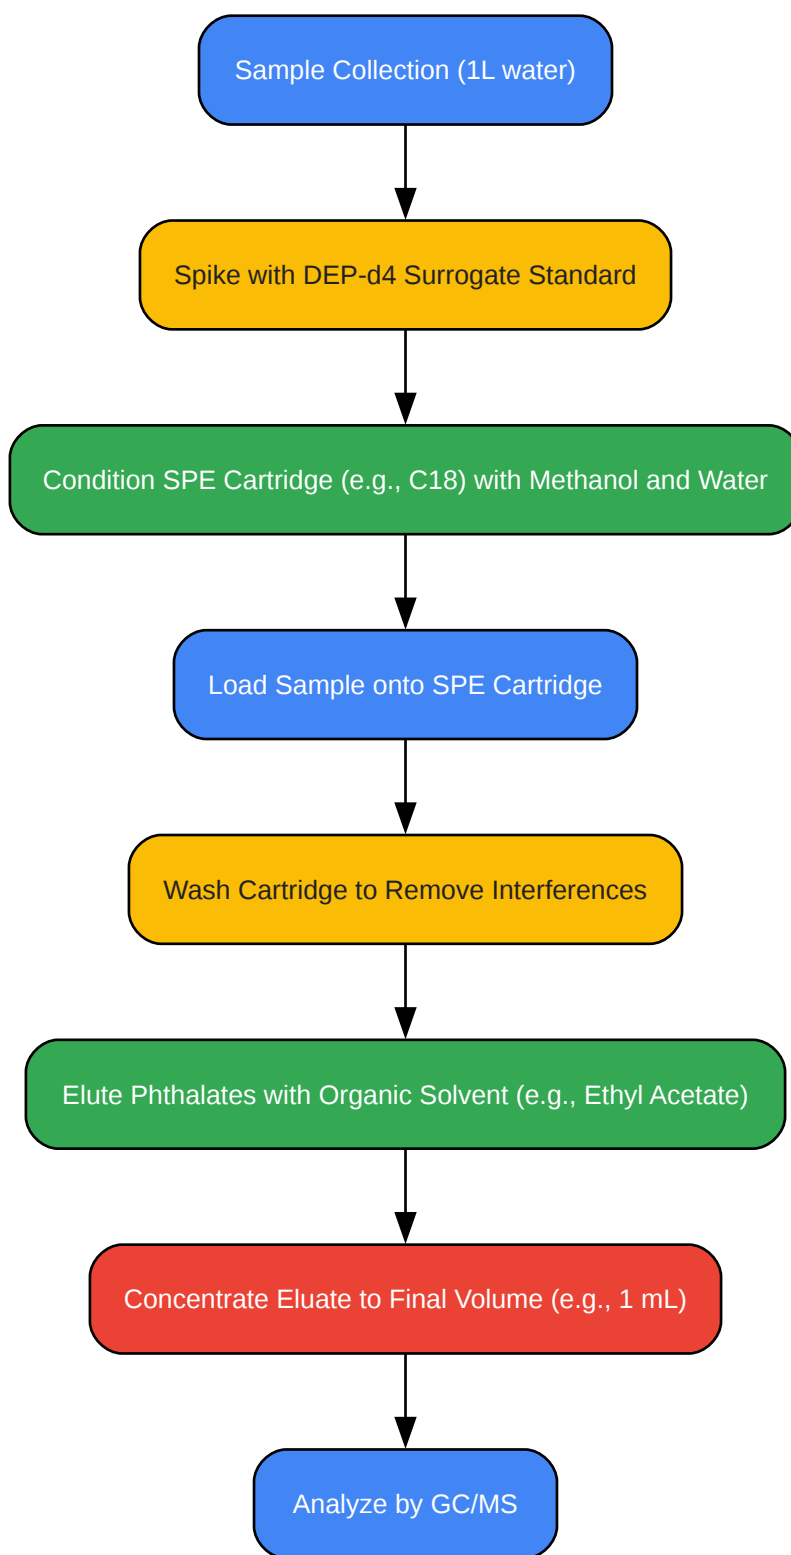 Sample Collection (1L water)
Spike with DEP-d4 Surrogate Standard
Condition SPE Cartridge (e.g., C18) with Methanol and Water
Load Sample onto SPE Cartridge
Wash Cartridge to Remove Interferences
Elute Phthalates with Organic Solvent (e.g., Ethyl Acetate)
Concentrate Eluate to Final Volume (e.g., 1 mL)
Analyze by GC/MS